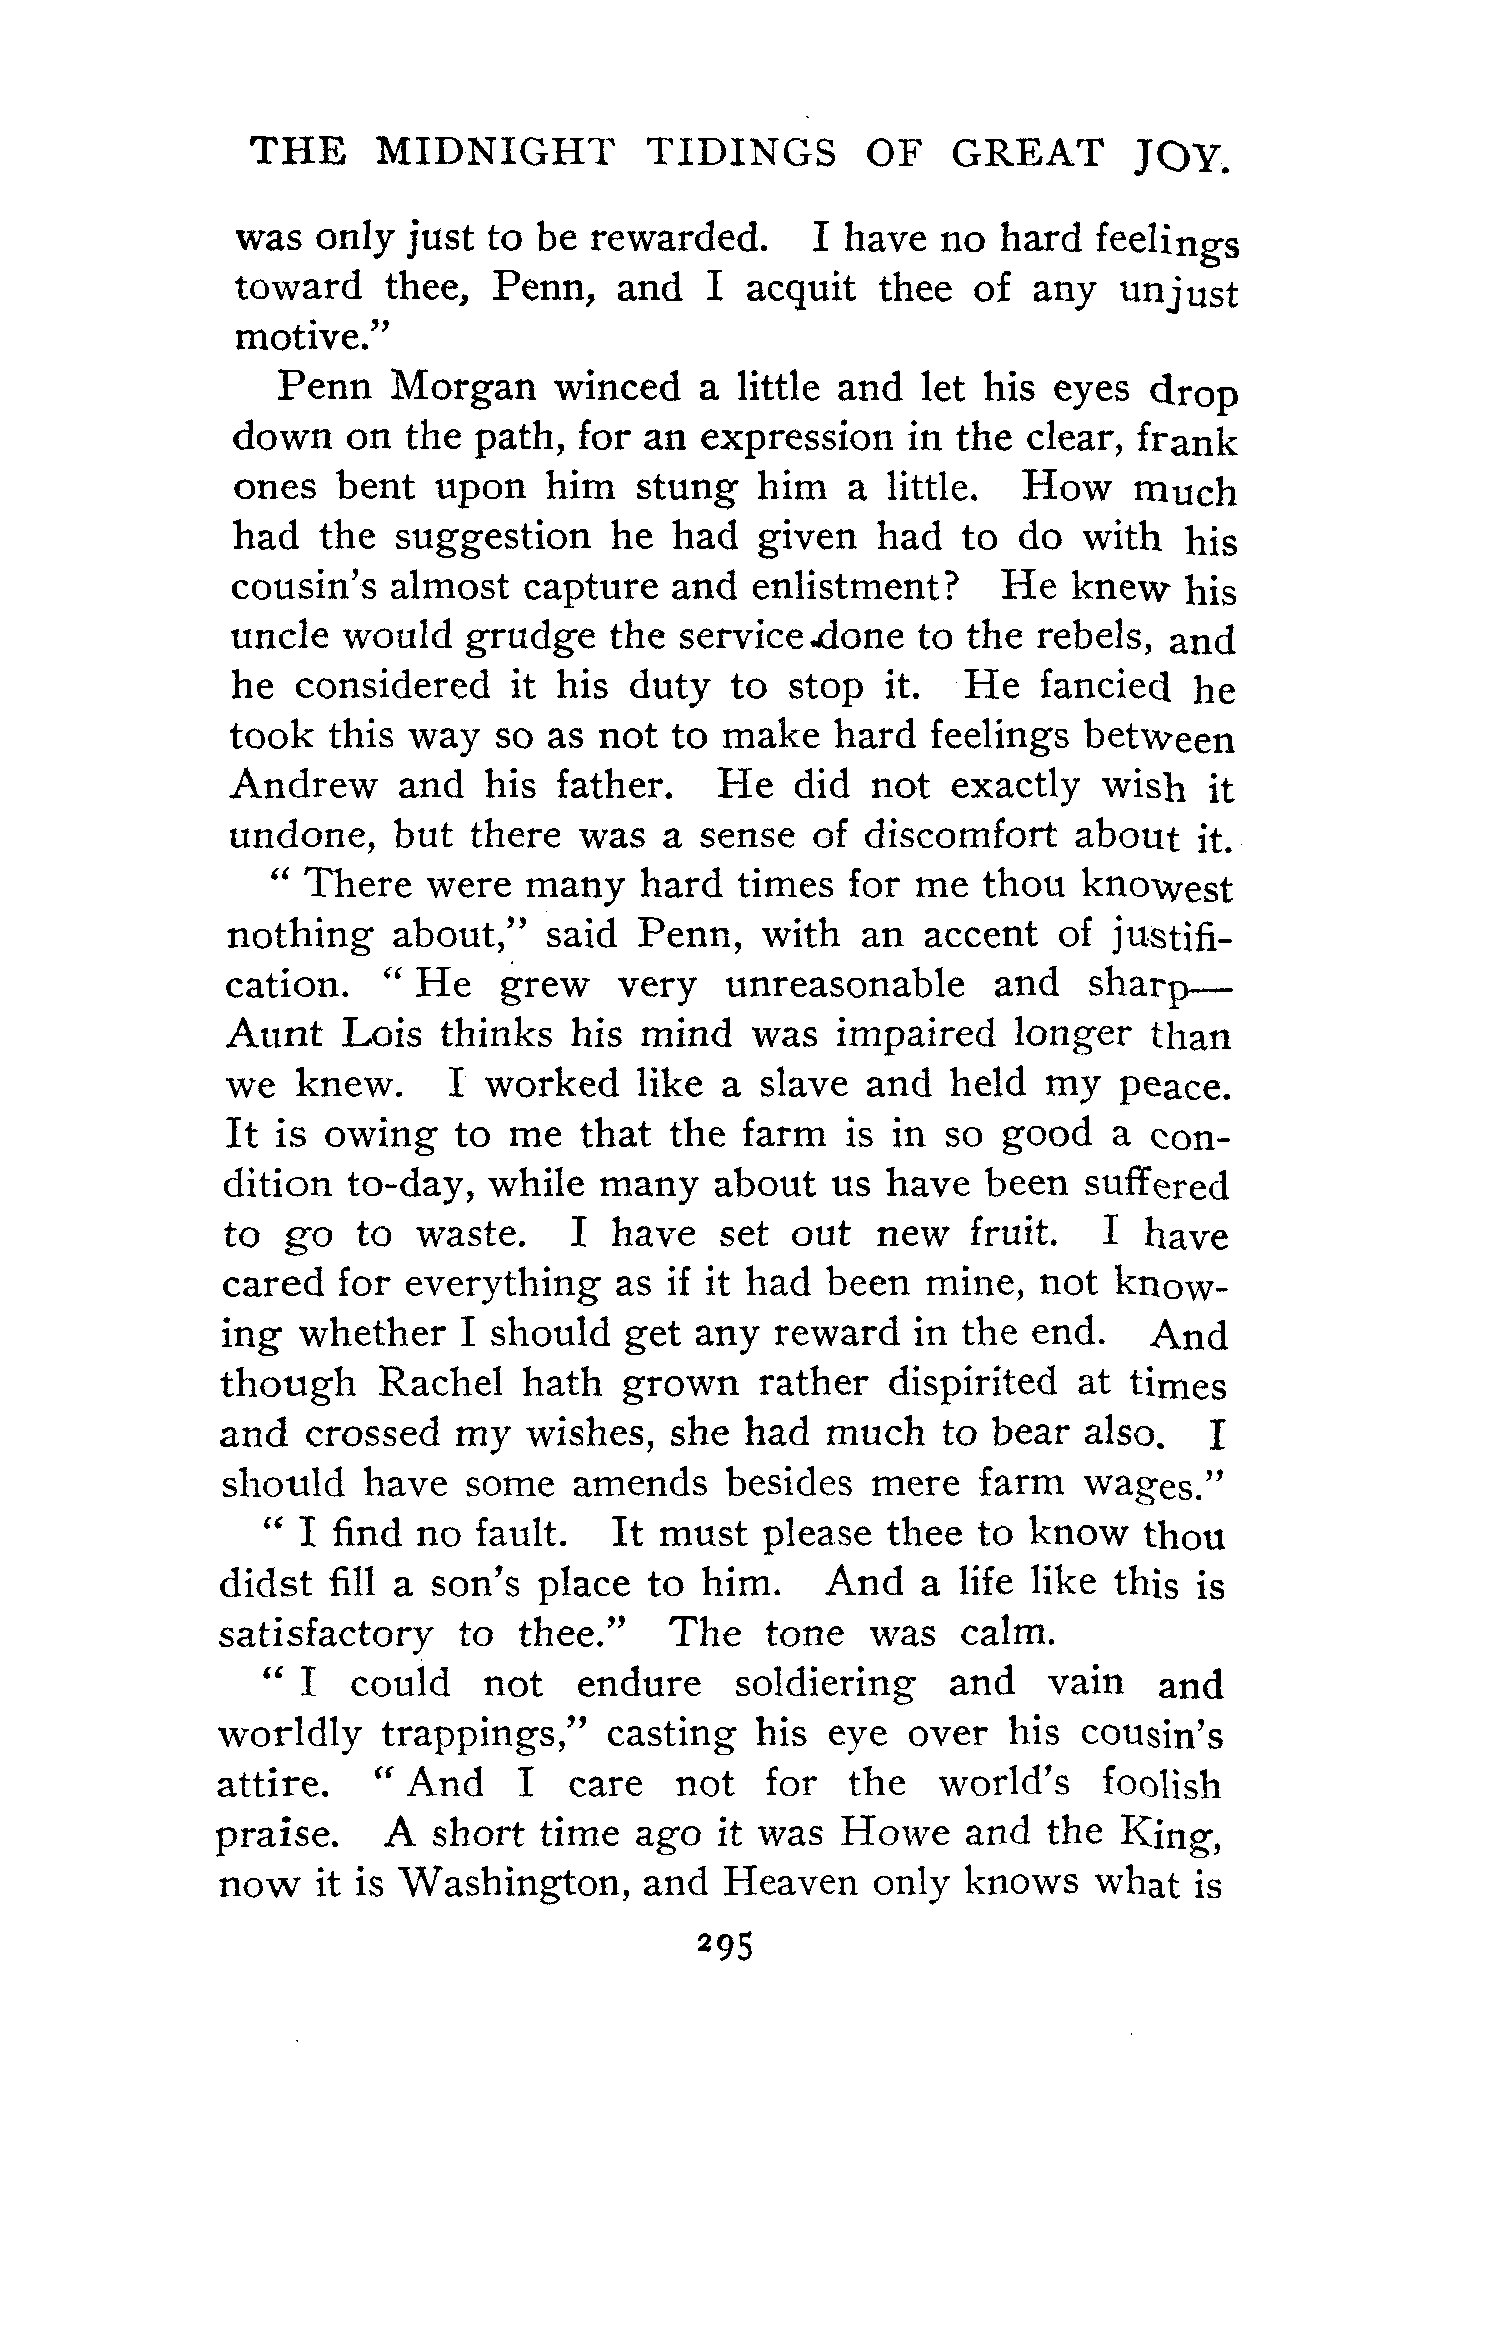 THE MIDNIGHT TIDINGS OF GREAT JOY.
was only just to be rewarded. I have no hard feelings
toward thee, Penn, and I acquit thee of any unjust
motive.”
Penn Morgan winced a little and let his eyes drop
down on the path, for an expression in the clear, frank
ones bent upon him stung him a little. How much
had the suggestion he had given had to do with his
cousin’s almost capture and enlistment? He knew his
uncle would grudge the service done to the rebels, and
he considered it his duty to stop it. He fancied he
took this way so as not to make hard feelings between
Andrew and his father. He did not exactly wish it
undone, but there was a sense of discomfort about it.
“ There were many hard times for me thou knowest
nothing about,” said Penn, with an accent of justifi-
cation. “ He grew very unreasonable and sharp—
Aunt Lois thinks his mind was impaired longer than
we knew. I worked like a slave and held my peace.
It is owing to me that the farm is in so good a con-
dition to-day, while many about us have been suffered
to go to waste. I have set out new fruit. I have
cared for everything as if it had been mine, not know-
ing whether I should get any reward in the end. And
though Rachel hath grown rather dispirited at times
and crossed my wishes, she had much to bear also. I
should have some amends besides mere farm wages.”
“ I find no fault. It must please thee to know thou
didst fill a son’s place to him. And a life like this is
satisfactory to thee.” The tone was calm.
“ I could not endure soldiering and vain and
worldly trappings,” casting his eye over his cousin’s
attire. “ And I care not for the world’s foolish
praise. A short time ago it was Howe and the King,
now it is Washington, and Heaven only knows what is
295